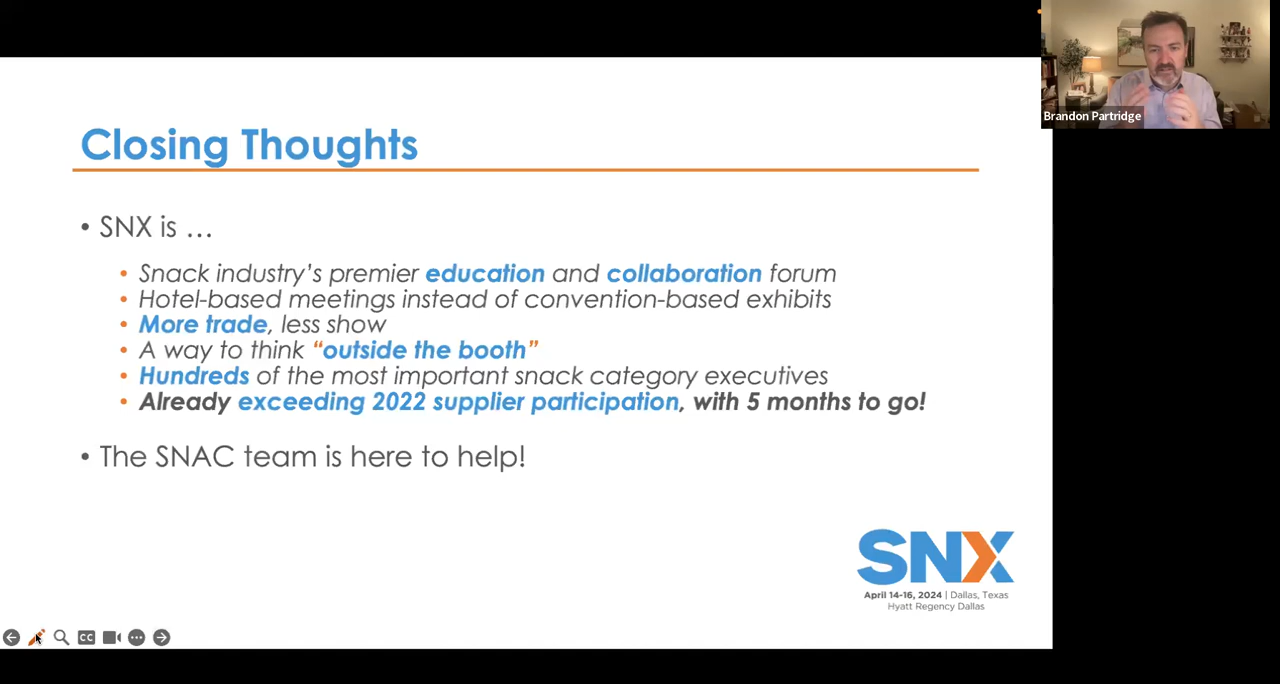 Brandon Partridge
Closing Thoughts
• SNX is …
• Snack industry's premier education and collaboration forum
• Hotel-based meetings instead of convention-based exhibits
• More trade, less show
• A way to think “outside the booth”
• Hundreds of the most important snack category executives
• Already exceeding 2022 supplier participation, with 5 months to go!
• The SNAC team is here to help!
SNX
April 14-16, 2024 | Dallas, Texas
Hyatt Regency Dallas
CC